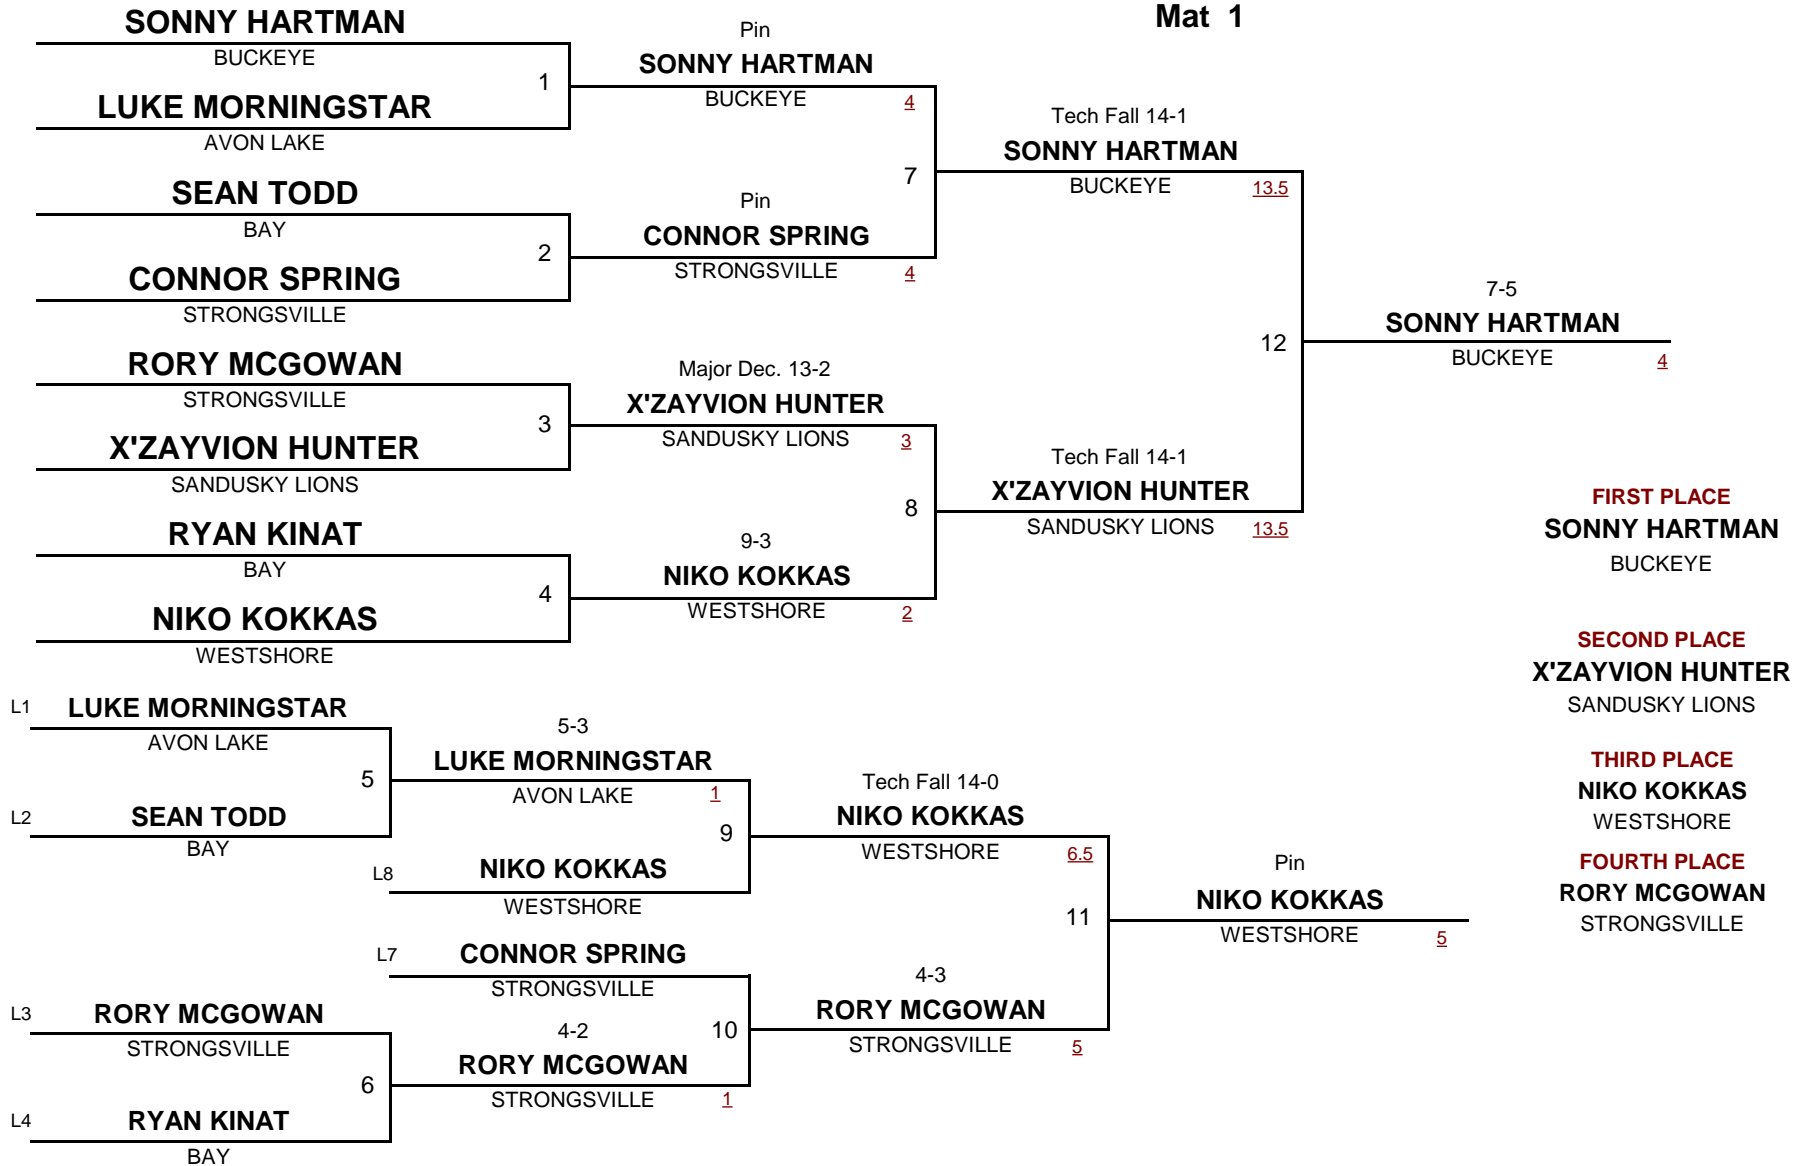 Mat 1
SONNY HARTMAN
BUCKEYE
1
LUKE MORNINGSTAR
AVON LAKE
SEAN TODD
BAY
2
CONNOR SPRING
STRONGSVILLE
RORY MCGOWAN
STRONGSVILLE
3
X'ZAYVION HUNTER
SANDUSKY LIONS
RYAN KINAT
BAY
4
NIKO KOKKAS
WESTSHORE
Pin
SONNY HARTMAN
BUCKEYE 4
7
Pin
CONNOR SPRING
STRONGSVILLE 4
Major Dec. 13-2
X'ZAYVION HUNTER
SANDUSKY LIONS 3
8
9-3
NIKO KOKKAS
WESTSHORE 2
Tech Fall 14-1
SONNY HARTMAN
BUCKEYE 13.5
12
Tech Fall 14-1
X'ZAYVION HUNTER
SANDUSKY LIONS 13.5
7-5
SONNY HARTMAN
BUCKEYE 4
L1 LUKE MORNINGSTAR
AVON LAKE
5
L2 SEAN TODD
BAY
L3 RORY MCGOWAN
STRONGSVILLE
6
L4 RYAN KINAT
BAY
5-3
LUKE MORNINGSTAR
AVON LAKE 1
9
L8 NIKO KOKKAS
WESTSHORE
L7 CONNOR SPRING
STRONGSVILLE
10
4-2
RORY MCGOWAN
STRONGSVILLE 1
Tech Fall 14-0
NIKO KOKKAS
WESTSHORE 6.5
11
4-3
RORY MCGOWAN
STRONGSVILLE 5
Pin
NIKO KOKKAS
WESTSHORE 5
FIRST PLACE
SONNY HARTMAN
BUCKEYE
SECOND PLACE
X'ZAYVION HUNTER
SANDUSKY LIONS
THIRD PLACE
NIKO KOKKAS
WESTSHORE
FOURTH PLACE
RORY MCGOWAN
STRONGSVILLE